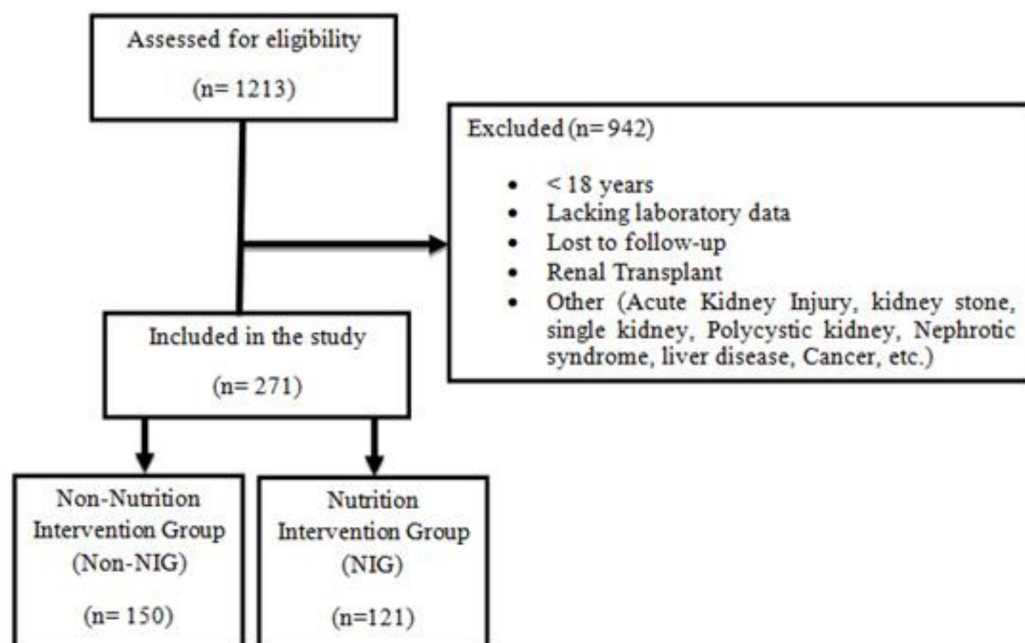 Assessed for eligibility
(n= 1213)
Excluded (n= 942)
• < 18 years
• Lacking laboratory data
• Lost to follow-up
• Renal Transplant
• Other (Acute Kidney Injury, kidney stone,
single kidney, Polycystic kidney, Nephrotic
syndrome, liver disease, Cancer, etc.)
Included in the study
(n= 271)
Non-Nutrition
Intervention Group
(Non-NIG)
(n= 150)
Nutrition
Intervention Group
(NIG)
(n=121)